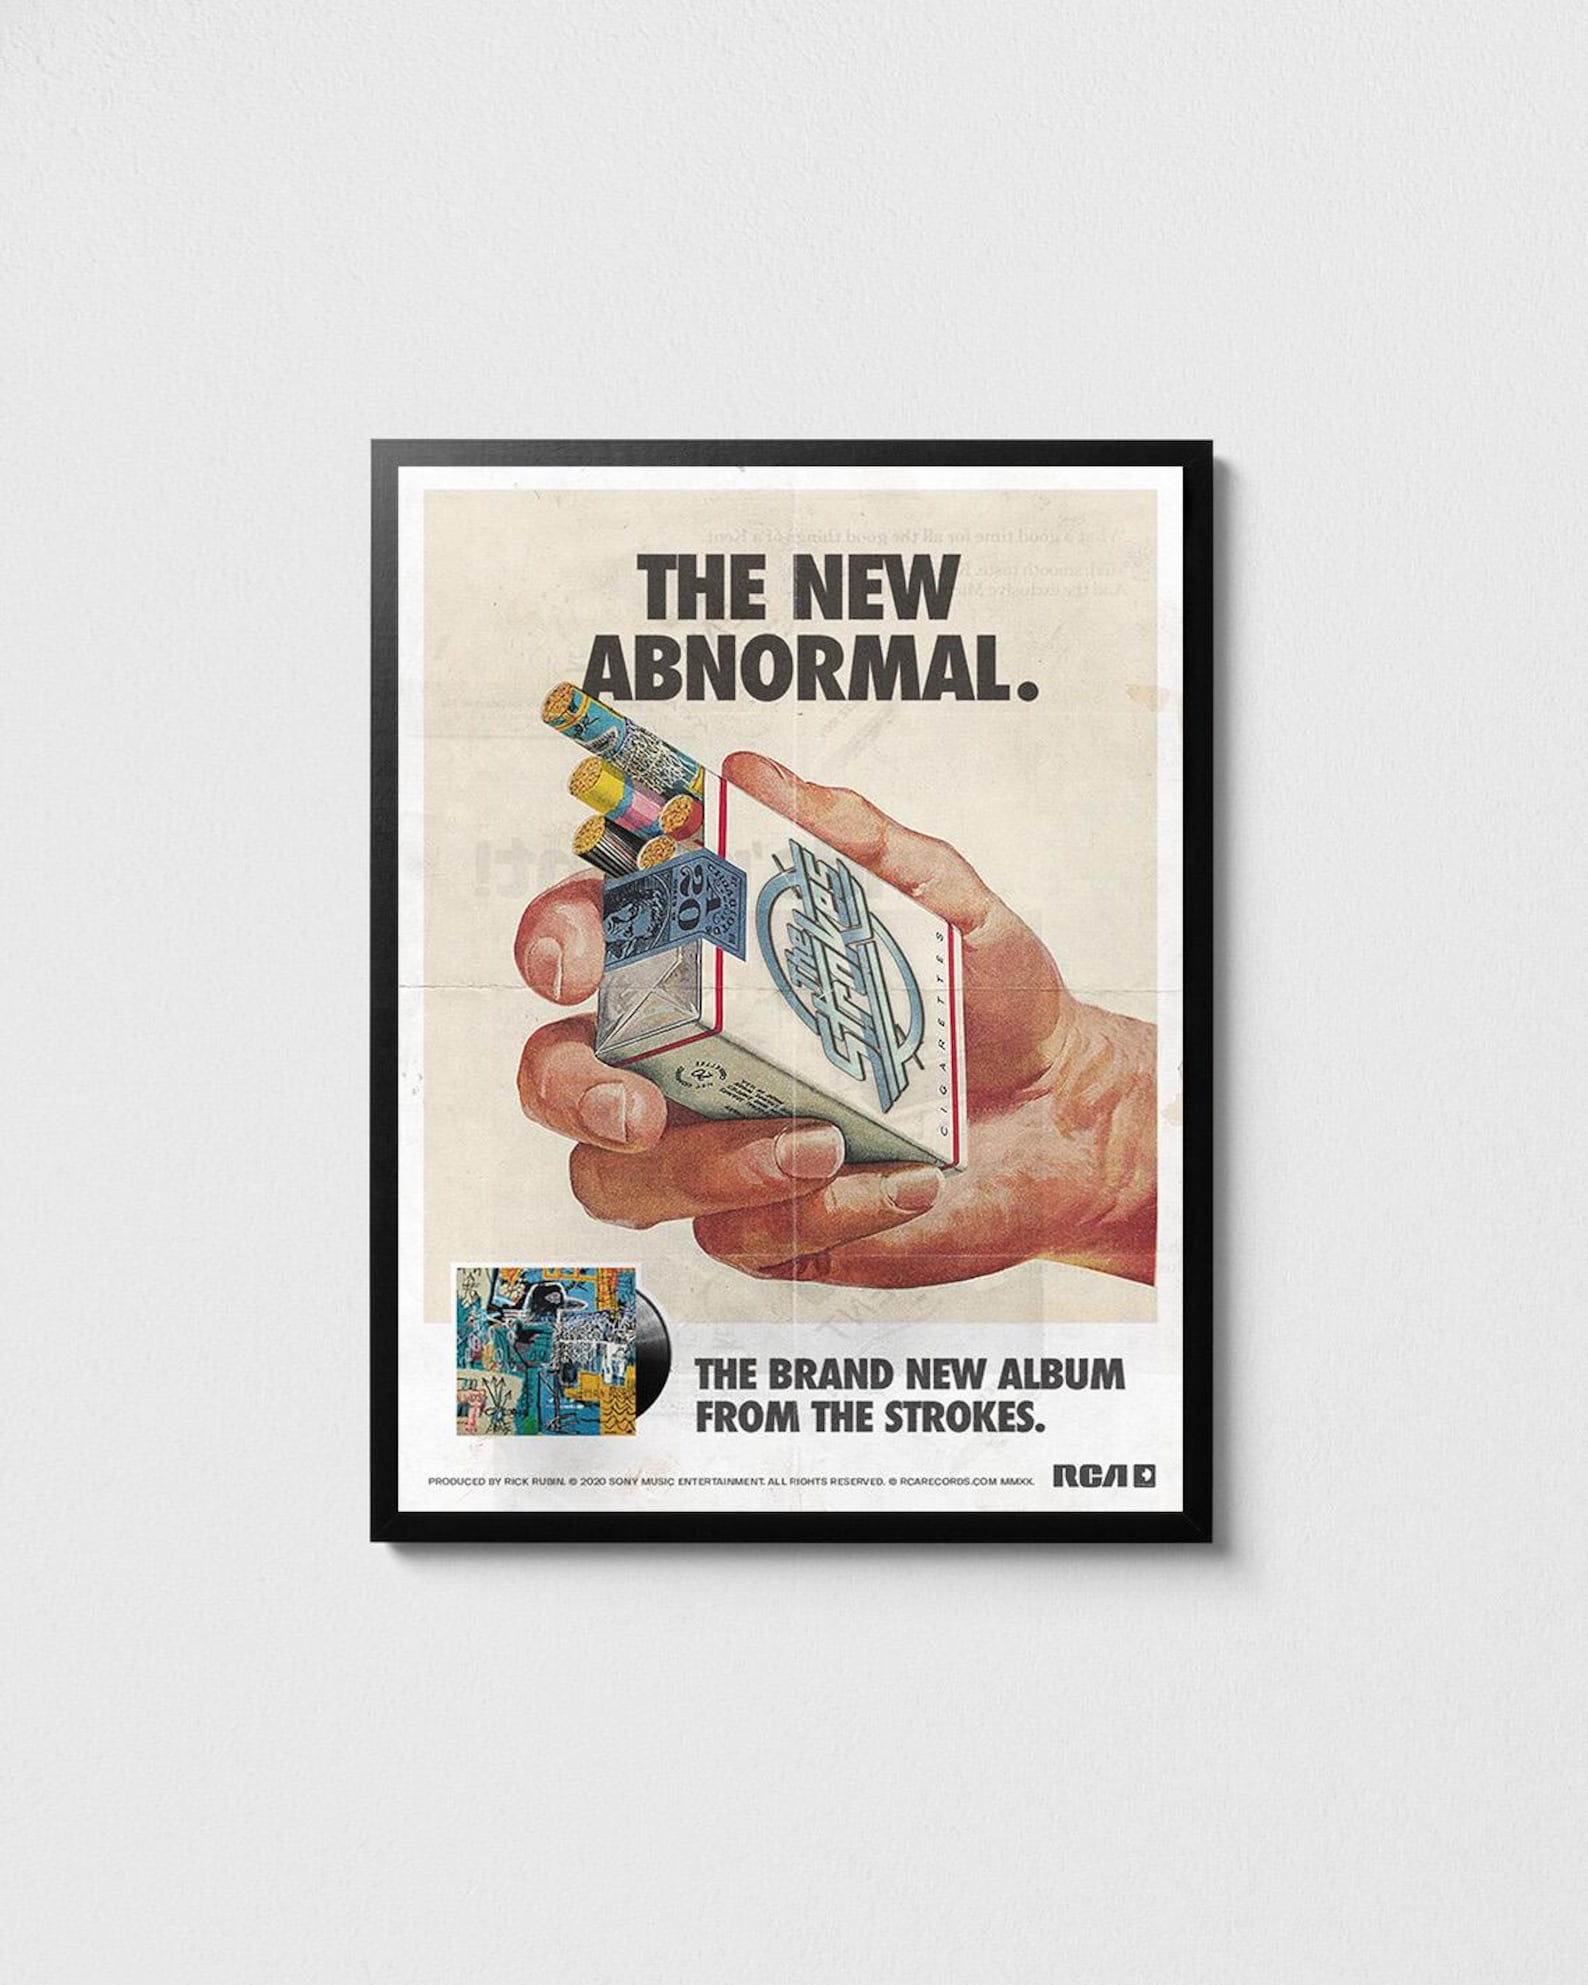 THE NEW
ABNORMAL.
20
The
Strokes
CIGARETTES
THE BRAND NEW ALBUM
FROM THE STROKES.
PRODUCED BY RICK RUBIN. © 2020 SONY MUSIC ENTERTAINMENT. ALL RIGHTS RESERVED. © RCARECORDS.COM MMXX.
RCA